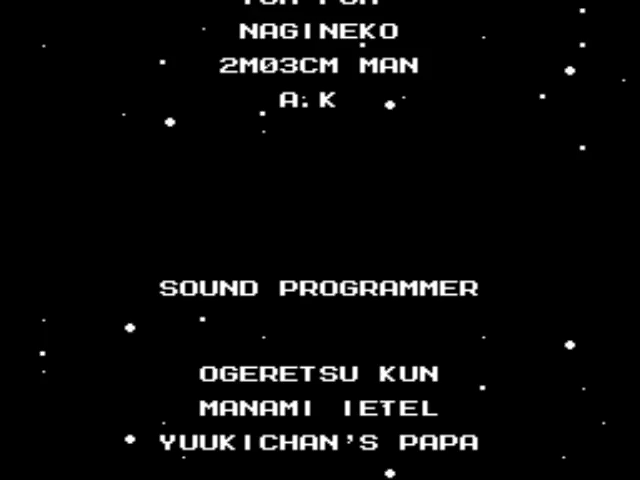 NAGINEKO
2M03CM MAN
A.K
SOUND PROGRAMMER
OGERETSU KUN
MANAMI IETEL
YUUKICHAN'S PAPA